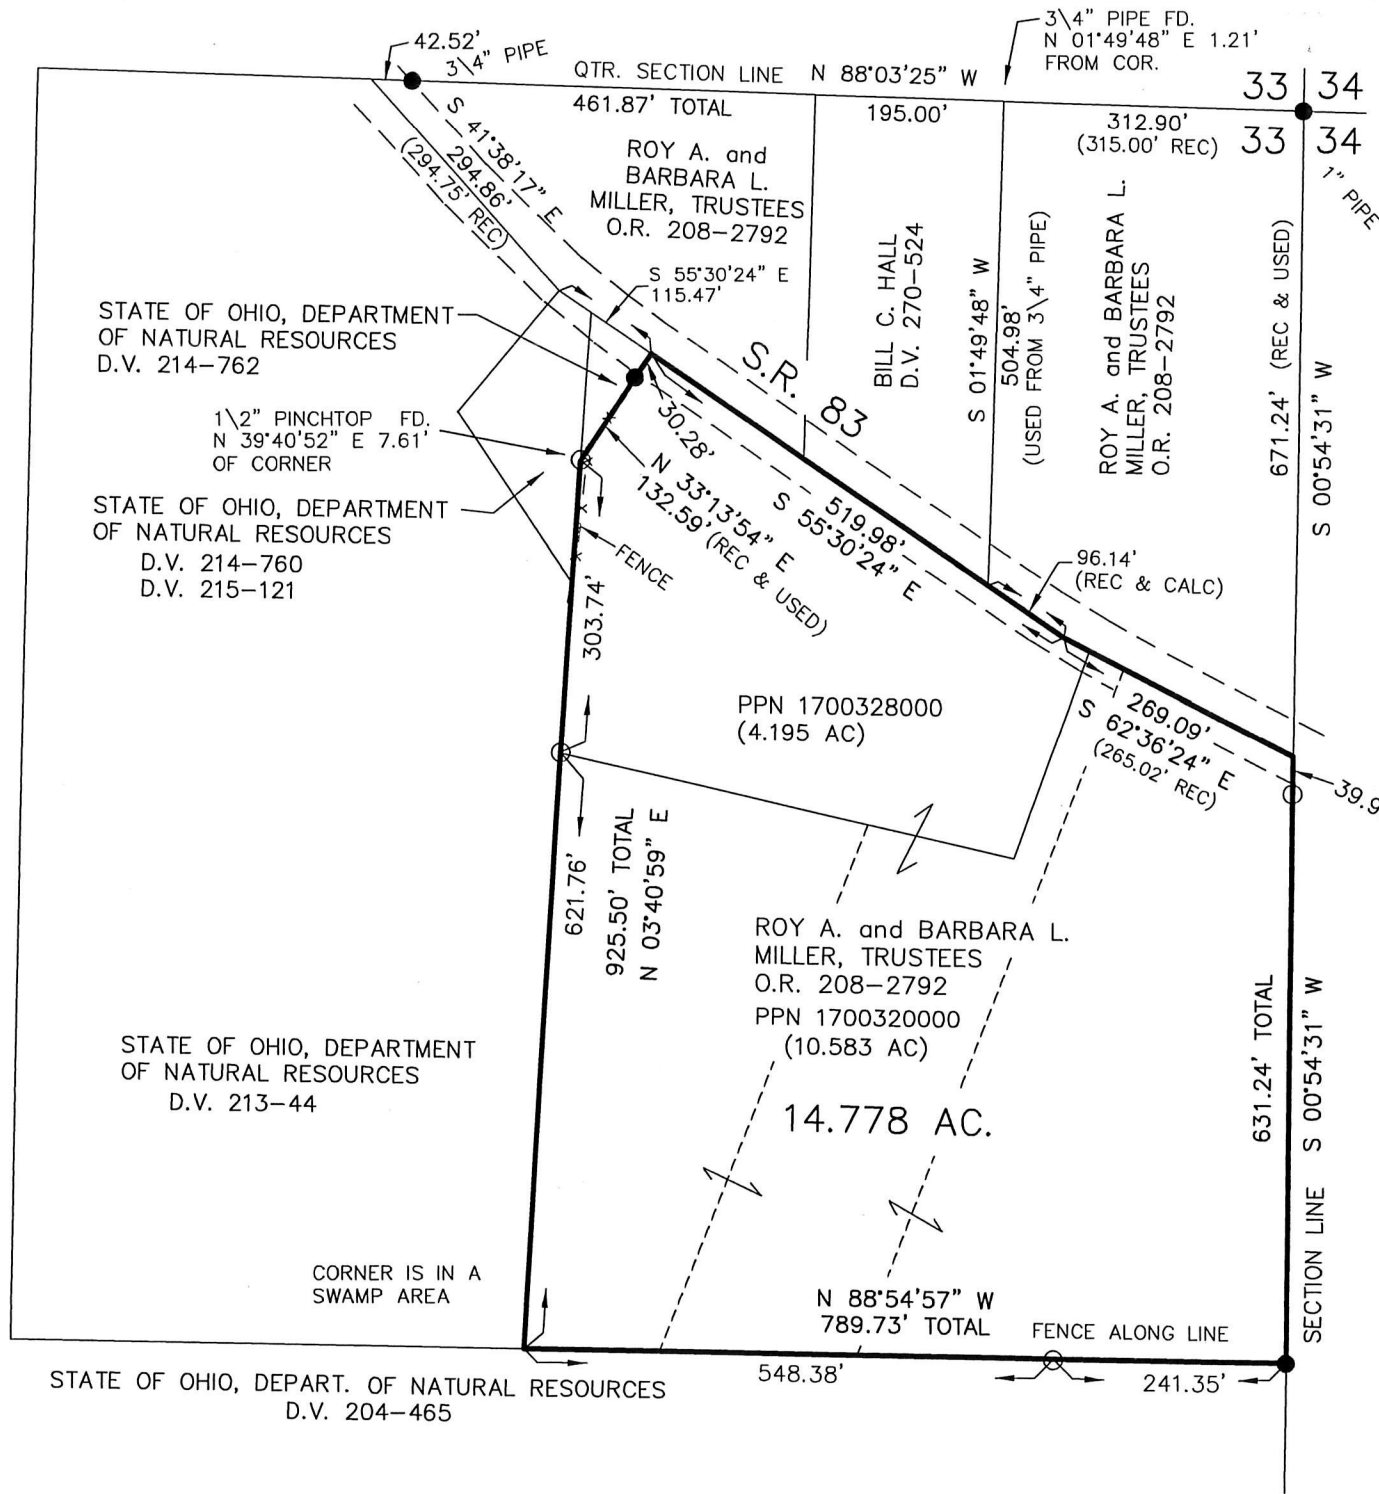 42.52'
3\4" PIPE
QTR. SECTION LINE N 88°03'25" W
461.87' TOTAL
195.00'
3\4" PIPE FD.
N 01°49'48" E 1.21'
FROM COR.
33 34
33 34
312.90'
(315.00' REC)
1" PIPE
S 41°38'17" E
294.86'
(294.75' REC)
ROY A. and
BARBARA L.
MILLER, TRUSTEES
O.R. 208-2792
S 55°30'24" E
115.47'
BILL C. HALL
D.V. 270-524
S 01°49'48" W
504.98'
(USED FROM 3\4" PIPE)
ROY A. and BARBARA L.
MILLER, TRUSTEES
O.R. 208-2792
671.24' (REC & USED)
S 00°54'31" W
STATE OF OHIO, DEPARTMENT
OF NATURAL RESOURCES
D.V. 214-762
1\2" PINCHTOP FD.
N 39°40'52" E 7.61'
OF CORNER
STATE OF OHIO, DEPARTMENT
OF NATURAL RESOURCES
D.V. 214-760
D.V. 215-121
S.R. 83
30.28'
N 33°13'54" E
132.59' (REC & USED)
519.98'
S 55°30'24" E
96.14'
(REC & CALC)
FENCE
303.74'
PPN 1700328000
(4.195 AC)
269.09'
S 62°36'24" E
(265.02' REC)
39.9
621.76'
925.50' TOTAL
N 03°40'59" E
ROY A. and BARBARA L.
MILLER, TRUSTEES
O.R. 208-2792
PPN 1700320000
(10.583 AC)
14.778 AC.
631.24' TOTAL
SECTION LINE S 00°54'31" W
STATE OF OHIO, DEPARTMENT
OF NATURAL RESOURCES
D.V. 213-44
CORNER IS IN A
SWAMP AREA
N 88°54'57" W
789.73' TOTAL
FENCE ALONG LINE
548.38'
241.35'
STATE OF OHIO, DEPART. OF NATURAL RESOURCES
D.V. 204-465